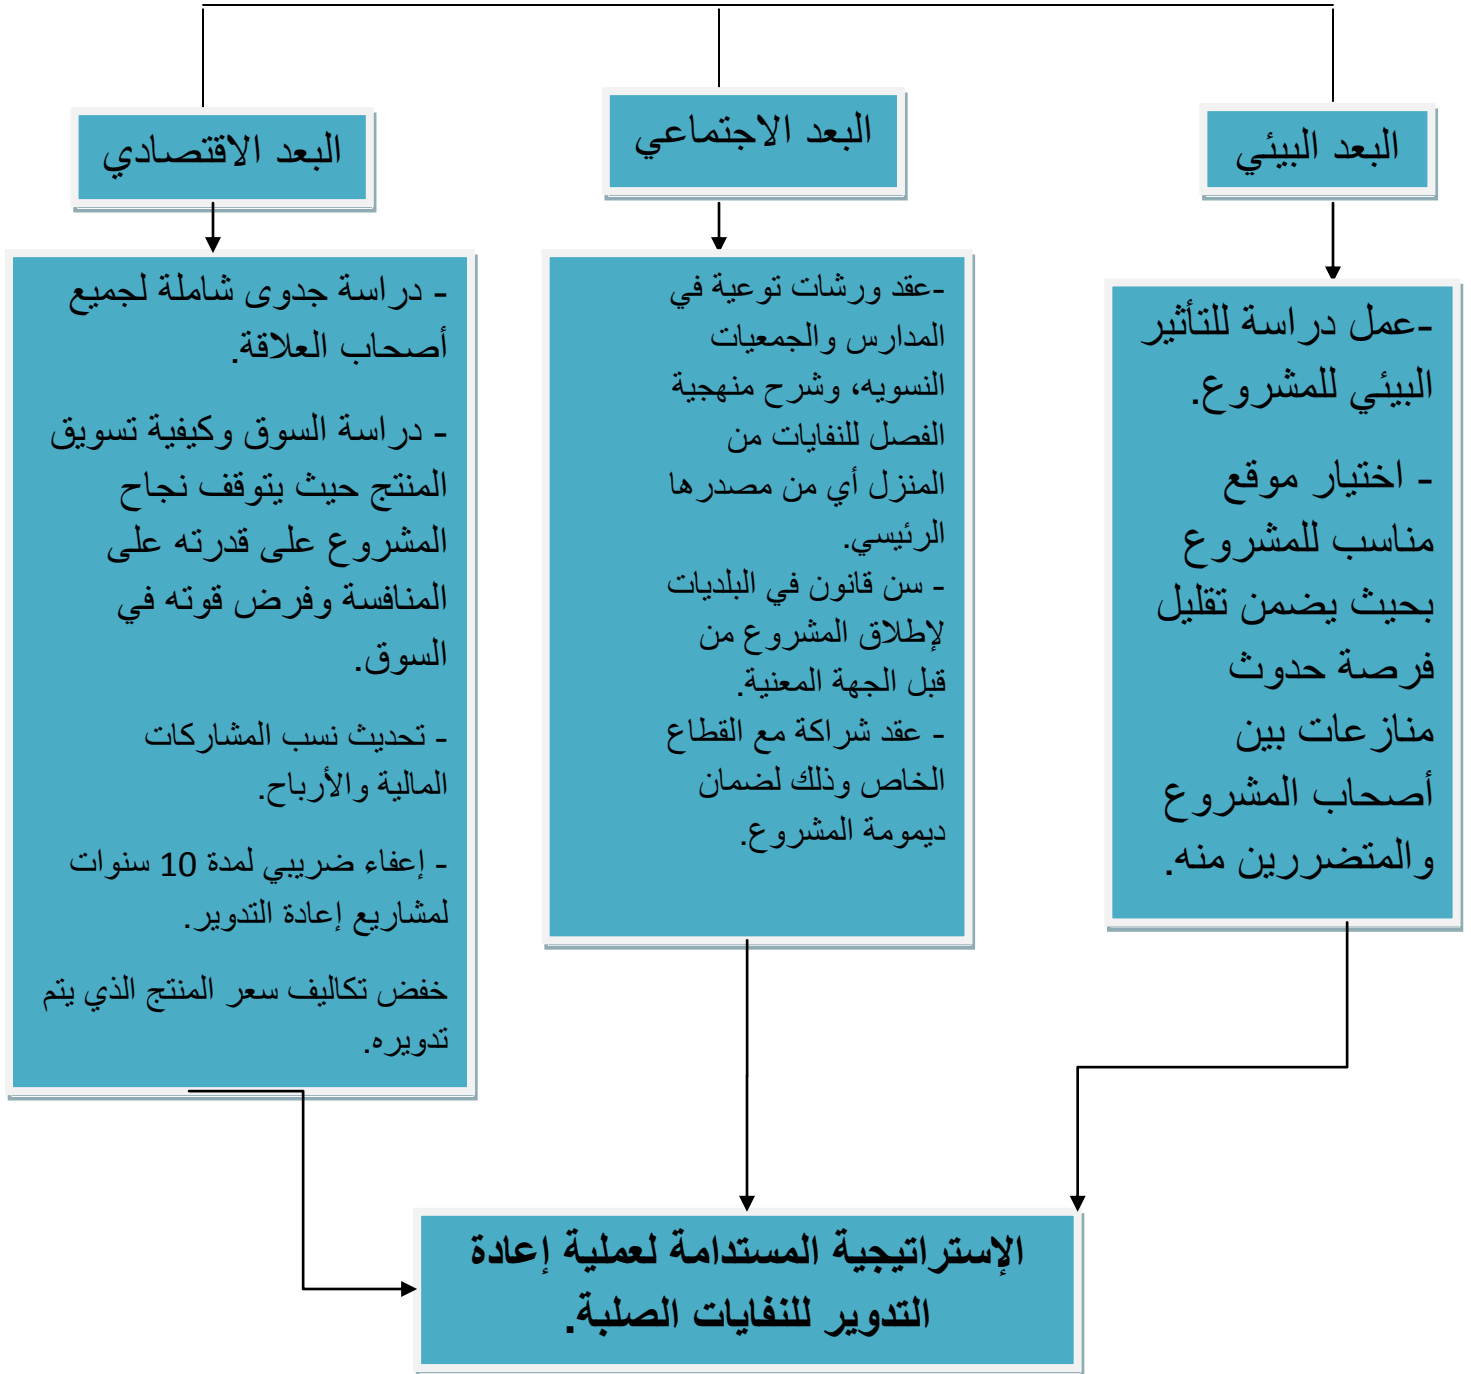 البعد البيئي
-عمل دراسة للتأثير
البيئي للمشروع.
- اختيار موقع
مناسب للمشروع
بحيث يضمن تقليل
فرصة حدوث
منازعات بين
أصحاب المشروع
والمتضررين منه.
البعد الاجتماعي
-عقد ورشات توعية في
المدارس والجمعيات
النسويه، وشرح منهجية
الفصل للنفايات من
المنزل أي من مصدرها
الرئيسي.
- سن قانون في البلديات
لإطلاق المشروع من
قبل الجهة المعنية.
- عقد شراكة مع القطاع
الخاص وذلك لضمان
ديمومة المشروع.
البعد الاقتصادي
- دراسة جدوى شاملة لجميع
أصحاب العلاقة.
- دراسة السوق وكيفية تسويق
المنتج حيث يتوقف نجاح
المشروع على قدرته على
المنافسة وفرض قوته في
السوق.
- تحديث نسب المشاركات
المالية والأرباح.
- إعفاء ضريبي لمدة 10 سنوات
لمشاريع إعادة التدوير.
خفض تكاليف سعر المنتج الذي يتم
تدويره.
الإستراتيجية المستدامة لعملية إعادة
التدوير للنفايات الصلبة.